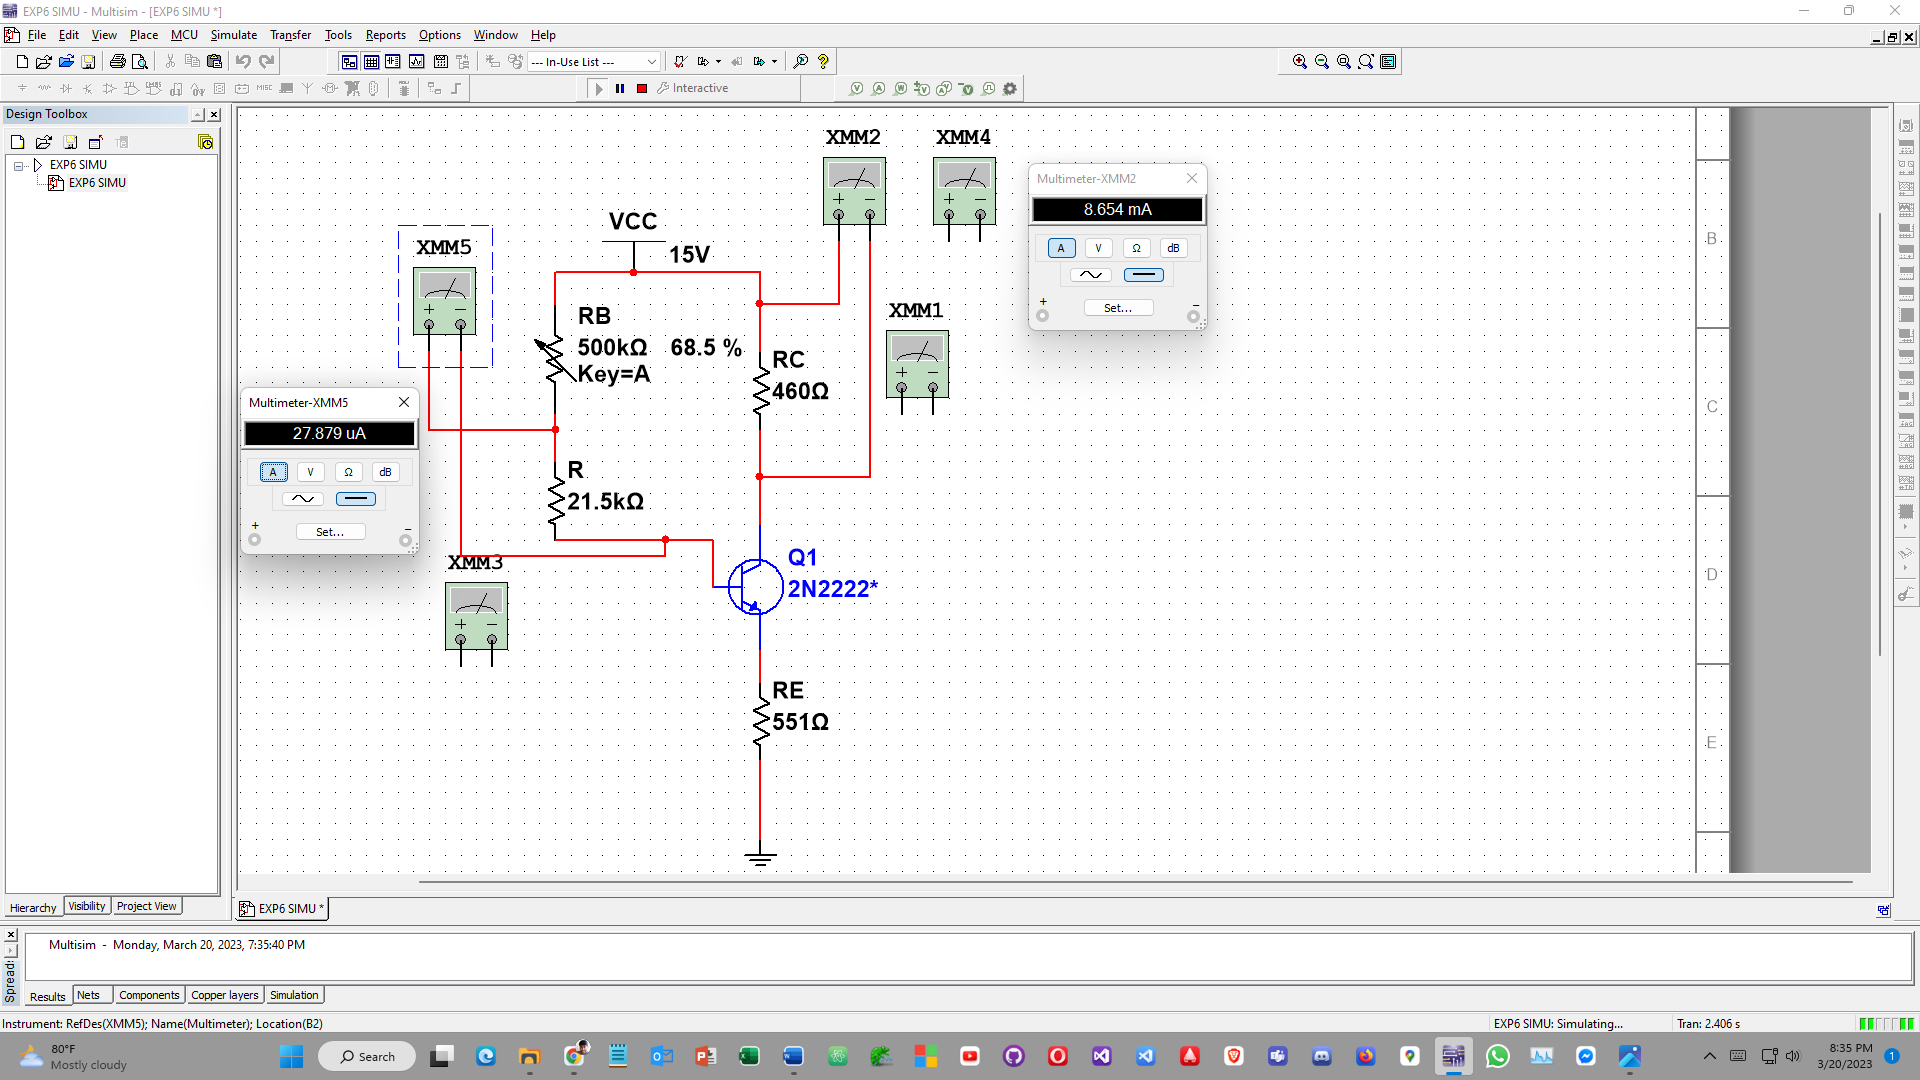 EXP6 SIMU - Multisim - [EXP6 SIMU *]
File Edit View Place MCU Simulate Transfer Tools Reports Options Window Help
--- In-Use List ---
MISC
Interactive
Design Toolbox
EXP6 SIMU
EXP6 SIMU
XMM2
XMM4
Multimeter-XMM2
8.654 mA
A V Ω dB
+ Set... −
VCC
15V
XMM5
XMM1
RB
500kΩ 68.5 %
Key=A
RC
460Ω
Multimeter-XMM5
27.879 uA
A V Ω dB
+ Set... −
R
21.5kΩ
XMM3
Q1
2N2222*
RE
551Ω
B
C
D
E
Hierarchy Visibility Project View
EXP6 SIMU *
Multisim - Monday, March 20, 2023, 7:35:40 PM
Results Nets Components Copper layers Simulation
Instrument: RefDes(XMM5); Name(Multimeter); Location(B2)
EXP6 SIMU: Simulating...
Tran: 2.406 s
80°F
Mostly cloudy
Search
8:35 PM
3/20/2023
1